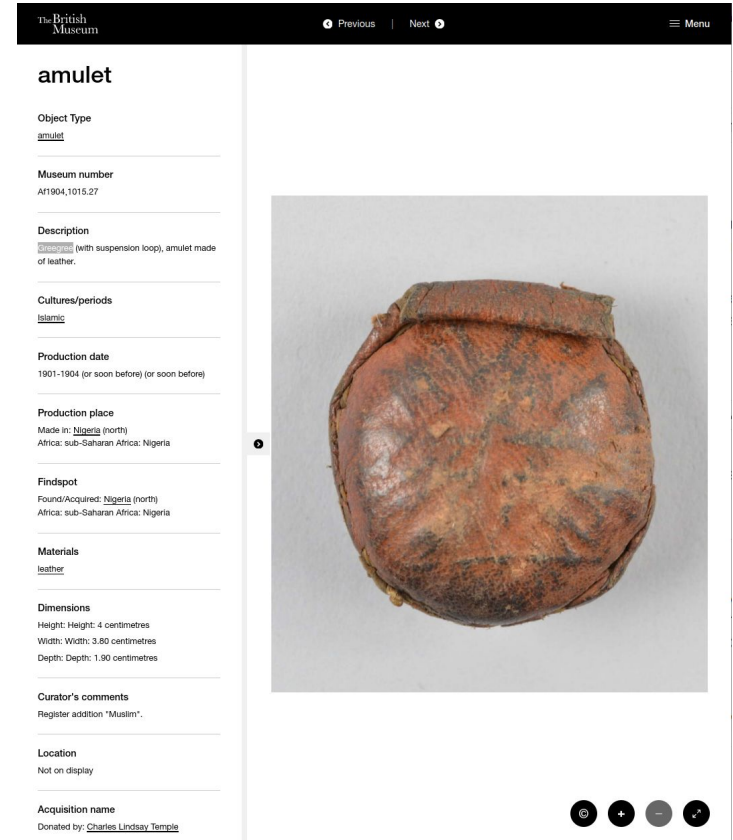 The British
Museum
Previous | Next
Menu
amulet
Object Type
amulet
Museum number
Af1904,1015.27
Description
Greegree (with suspension loop), amulet made
of leather.
Cultures/periods
Islamic
Production date
1901-1904 (or soon before) (or soon before)
Production place
Made in: Nigeria (north)
Africa: sub-Saharan Africa: Nigeria
Findspot
Found/Acquired: Nigeria (north)
Africa: sub-Saharan Africa: Nigeria
Materials
leather
Dimensions
Height: Height: 4 centimetres
Width: Width: 3.80 centimetres
Depth: Depth: 1.90 centimetres
Curator's comments
Register addition "Muslim".
Location
Not on display
Acquisition name
Donated by: Charles Lindsay Temple
©